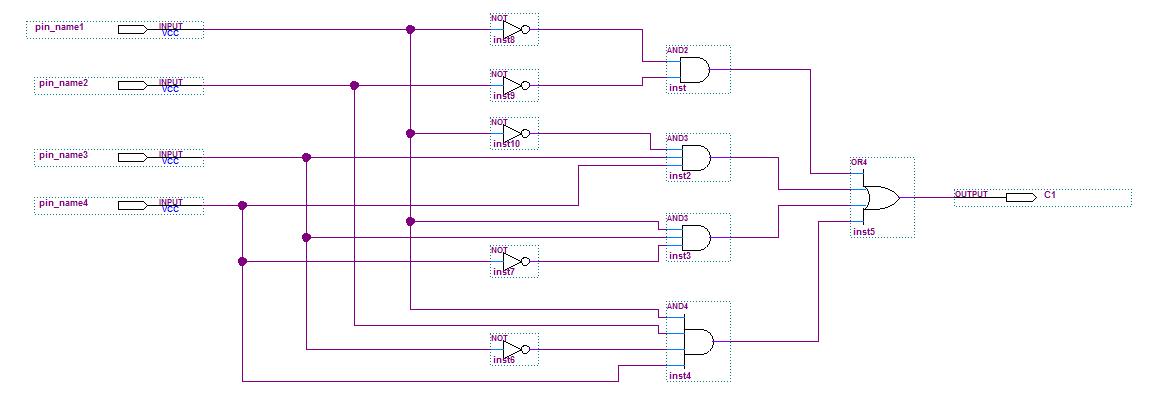 pin_name1 INPUT VCC
pin_name2 INPUT VCC
pin_name3 INPUT VCC
pin_name4 INPUT VCC
NOT
inst8
AND2
inst
NOT
inst9
NOT
inst10
AND3
inst2
OR4
inst5
OUTPUT C1
AND3
inst3
NOT
inst7
AND4
inst4
NOT
inst6